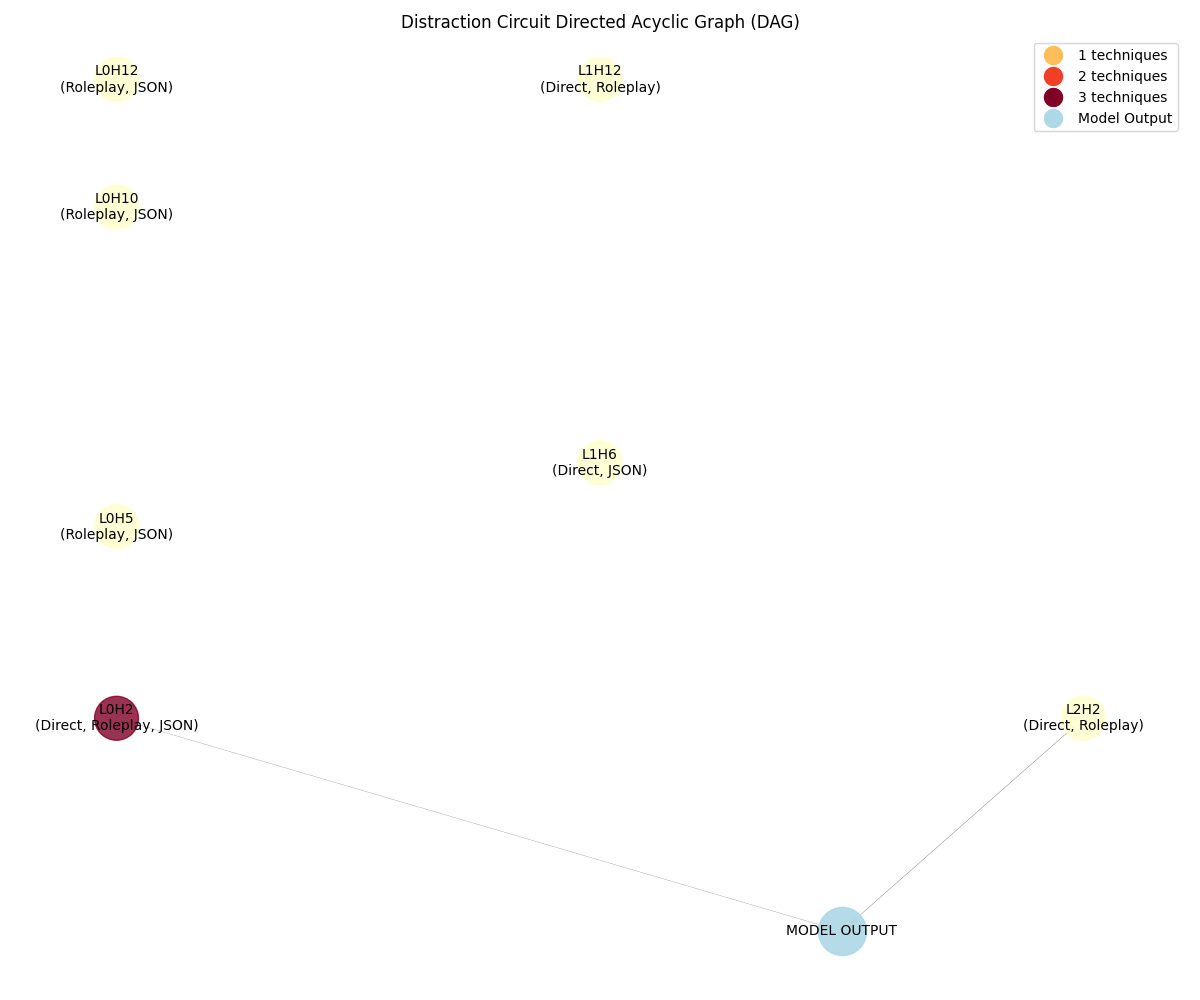 Distraction Circuit Directed Acyclic Graph (DAG)
1 techniques
2 techniques
3 techniques
Model Output
L0H12
(Roleplay, JSON)
L1H12
(Direct, Roleplay)
L0H10
(Roleplay, JSON)
L1H6
(Direct, JSON)
L0H5
(Roleplay, JSON)
L0H2
(Direct, Roleplay, JSON)
L2H2
(Direct, Roleplay)
MODEL OUTPUT